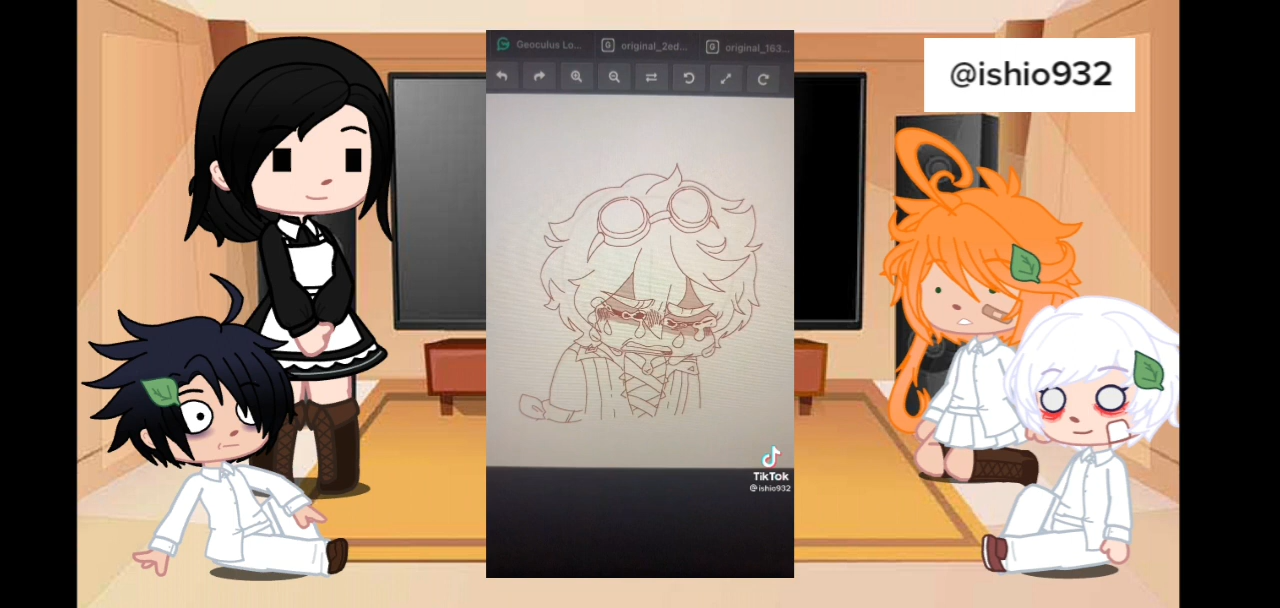 Geoculus Lo...
original_2ed...
original_163...
@ishio932
TikTok
@ishio932